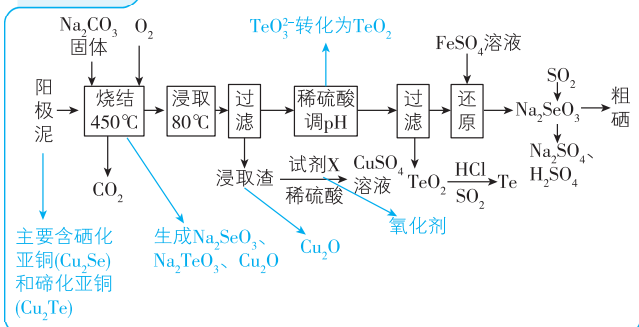 Na₂CO₃
固体
O₂
TeO₃²⁻转化为TeO₂
FeSO₄溶液
阳
极
泥
烧结
450℃
浸取
80℃
过
滤
稀硫酸
调pH
过
滤
还
原
SO₂
Na₂SeO₃
粗
硒
CO₂
浸取渣
试剂X
稀硫酸
CuSO₄
溶液
TeO₂
HCl
SO₂
Te
Na₂SO₄、
H₂SO₄
主要含硒化
亚铜(Cu₂Se)
和碲化亚铜
(Cu₂Te)
生成Na₂SeO₃、
Na₂TeO₃、Cu₂O
Cu₂O
氧化剂